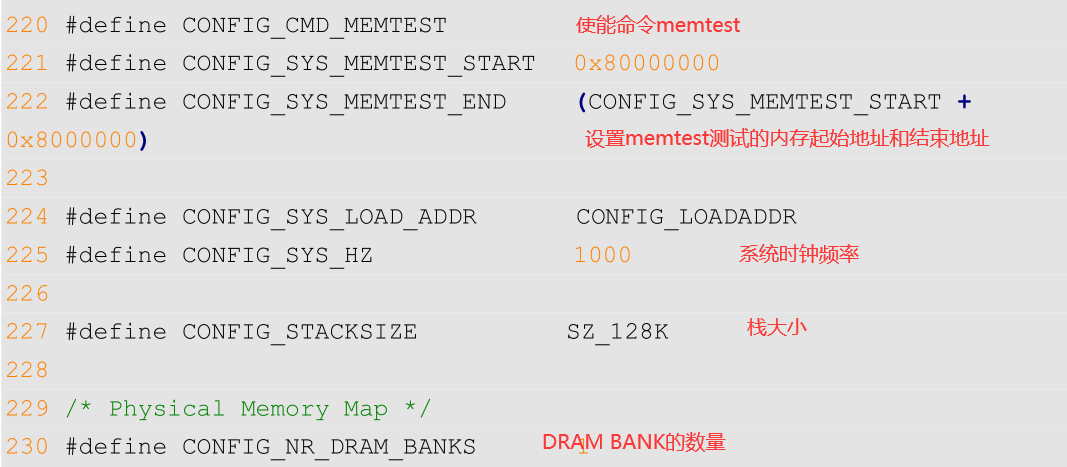 220 #define CONFIG_CMD_MEMTEST 使能命令memtest
221 #define CONFIG_SYS_MEMTEST_START 0x80000000
222 #define CONFIG_SYS_MEMTEST_END (CONFIG_SYS_MEMTEST_START +
0x8000000) 设置memtest测试的内存起始地址和结束地址
223
224 #define CONFIG_SYS_LOAD_ADDR CONFIG_LOADADDR
225 #define CONFIG_SYS_HZ 1000 系统时钟频率
226
227 #define CONFIG_STACKSIZE SZ_128K 栈大小
228
229 /* Physical Memory Map */
230 #define CONFIG_NR_DRAM_BANKS 1 DRAM BANK的数量